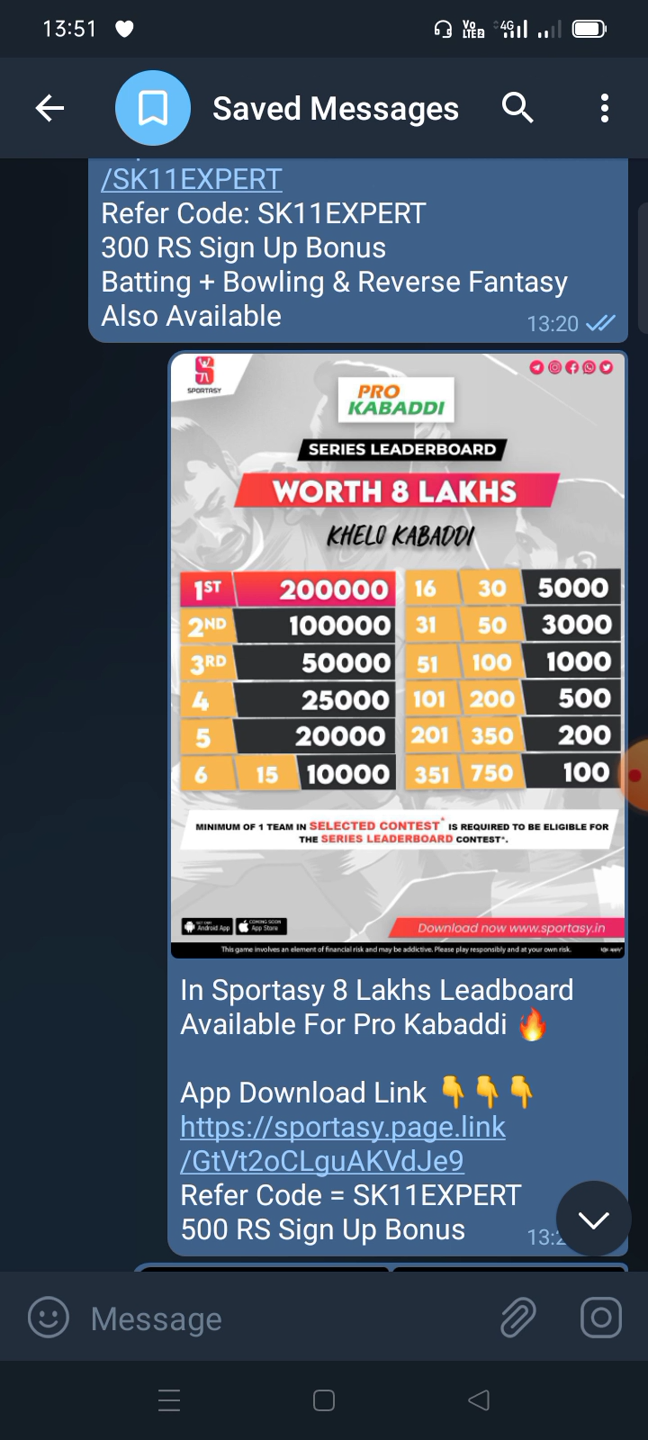 13:51
Vo
LTE2
4G
Saved Messages
/SK11EXPERT
Refer Code: SK11EXPERT
300 RS Sign Up Bonus
Batting + Bowling & Reverse Fantasy
Also Available
13:20
SPORTASY
PRO
KABADDI
SERIES LEADERBOARD
WORTH 8 LAKHS
KHELO KABADDI
1ST 200000
2ND 100000
3RD 50000
4 25000
5 20000
6 15 10000
16 30 5000
31 50 3000
51 100 1000
101 200 500
201 350 200
351 750 100
MINIMUM OF 1 TEAM IN SELECTED CONTEST* IS REQUIRED TO BE ELIGIBLE FOR
THE SERIES LEADERBOARD CONTEST*.
Android App
COMING SOON
App Store
Download now www.sportasy.in
This game involves an element of financial risk and may be addictive. Please play responsibly and at your own risk.
In Sportasy 8 Lakhs Leadboard
Available For Pro Kabaddi 🔥
App Download Link 👇👇👇
https://sportasy.page.link
/GtVt2oCLguAKVdJe9
Refer Code = SK11EXPERT
500 RS Sign Up Bonus
Message